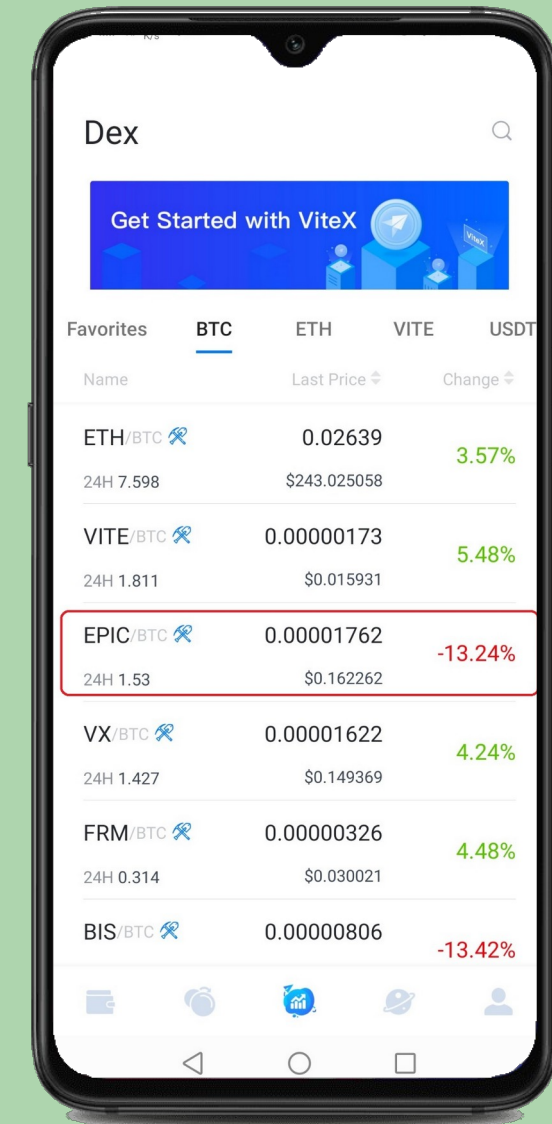 K/s
Dex
Get Started with ViteX
ViteX
Favorites BTC ETH VITE USDT
Name Last Price Change
ETH/BTC 0.02639 3.57%
24H 7.598 $243.025058
VITE/BTC 0.00000173 5.48%
24H 1.811 $0.015931
EPIC/BTC 0.00001762 -13.24%
24H 1.53 $0.162262
VX/BTC 0.00001622 4.24%
24H 1.427 $0.149369
FRM/BTC 0.00000326 4.48%
24H 0.314 $0.030021
BIS/BTC 0.00000806 -13.42%